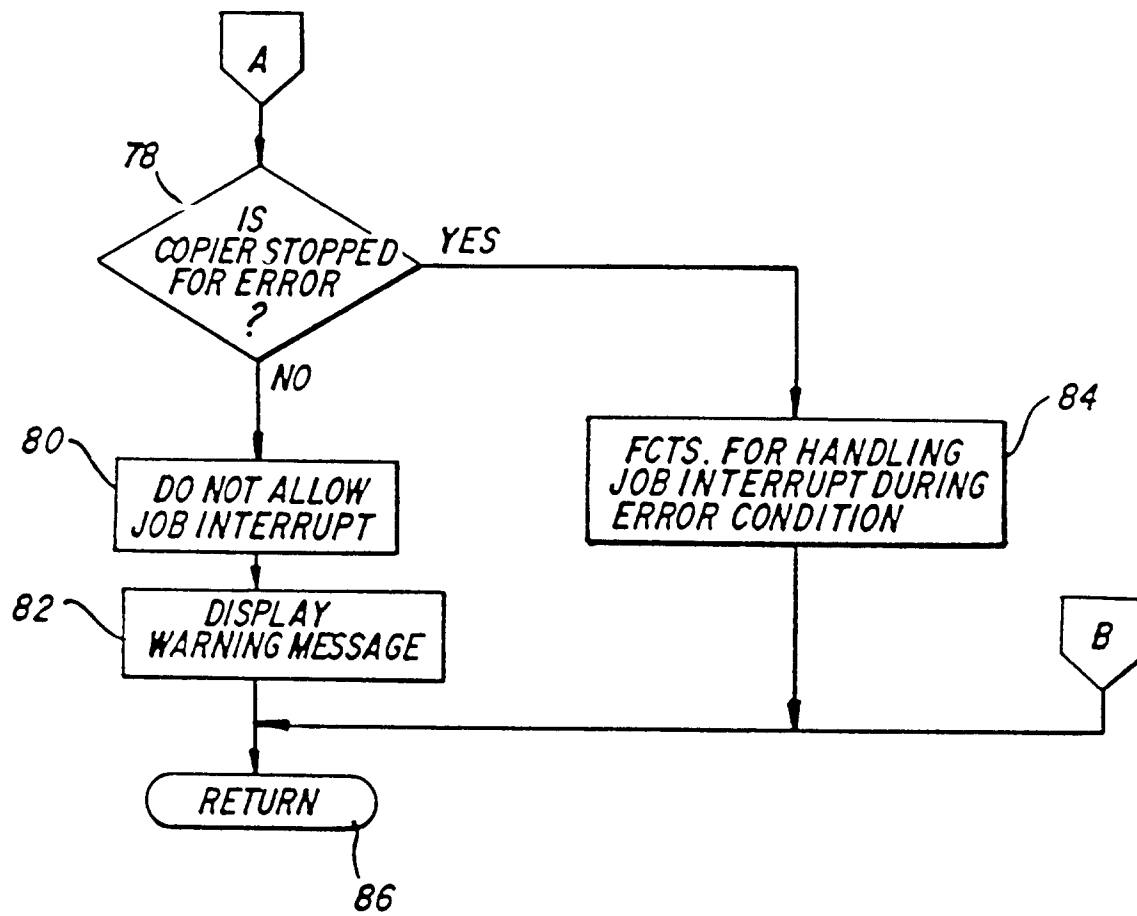 A
78
IS
COPIER STOPPED
FOR ERROR
?
YES
NO
80
DO NOT ALLOW
JOB INTERRUPT
84
FCTS. FOR HANDLING
JOB INTERRUPT DURING
ERROR CONDITION
82
DISPLAY
WARNING MESSAGE
B
RETURN
86